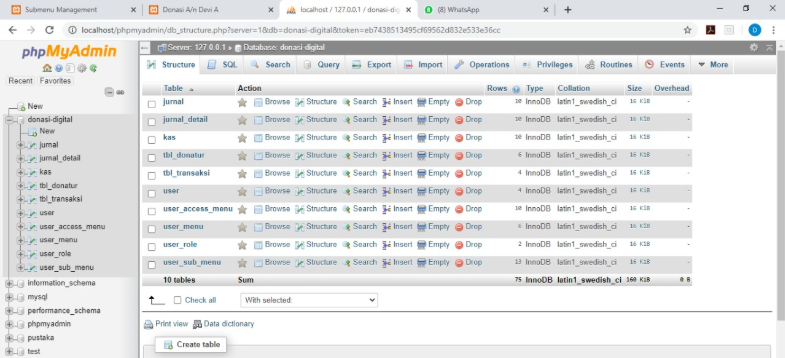 Submenu Management
Donasi A/n Devi A
localhost / 127.0.0.1 / donasi-dig
(8) WhatsApp
localhost/phpmyadmin/db_structure.php?server=1&db=donasi-digital&token=eb7438513495cf69562d832e533e36cc
D
phpMyAdmin
Recent Favorites
New
donasi-digital
New
jurnal
jurnal_detail
kas
tbl_donatur
tbl_transaksi
user
user_access_menu
user_menu
user_role
user_sub_menu
information_schema
mysql
performance_schema
phpmyadmin
pustaka
test
Server: 127.0.0.1 » Database: donasi-digital
Structure SQL Search Query Export Import Operations Privileges Routines Events More
Table Action Rows Type Collation Size Overhead
jurnal Browse Structure Search Insert Empty Drop 10 InnoDB latin1_swedish_ci 16 KiB -
jurnal_detail Browse Structure Search Insert Empty Drop 10 InnoDB latin1_swedish_ci 16 KiB -
kas Browse Structure Search Insert Empty Drop 10 InnoDB latin1_swedish_ci 16 KiB -
tbl_donatur Browse Structure Search Insert Empty Drop 6 InnoDB latin1_swedish_ci 16 KiB -
tbl_transaksi Browse Structure Search Insert Empty Drop 4 InnoDB latin1_swedish_ci 16 KiB -
user Browse Structure Search Insert Empty Drop 4 InnoDB latin1_swedish_ci 16 KiB -
user_access_menu Browse Structure Search Insert Empty Drop 10 InnoDB latin1_swedish_ci 16 KiB -
user_menu Browse Structure Search Insert Empty Drop 6 InnoDB latin1_swedish_ci 16 KiB -
user_role Browse Structure Search Insert Empty Drop 2 InnoDB latin1_swedish_ci 16 KiB -
user_sub_menu Browse Structure Search Insert Empty Drop 13 InnoDB latin1_swedish_ci 16 KiB -
10 tables Sum 75 InnoDB latin1_swedish_ci 160 KiB 0 B
Check all With selected:
Print view Data dictionary
Create table